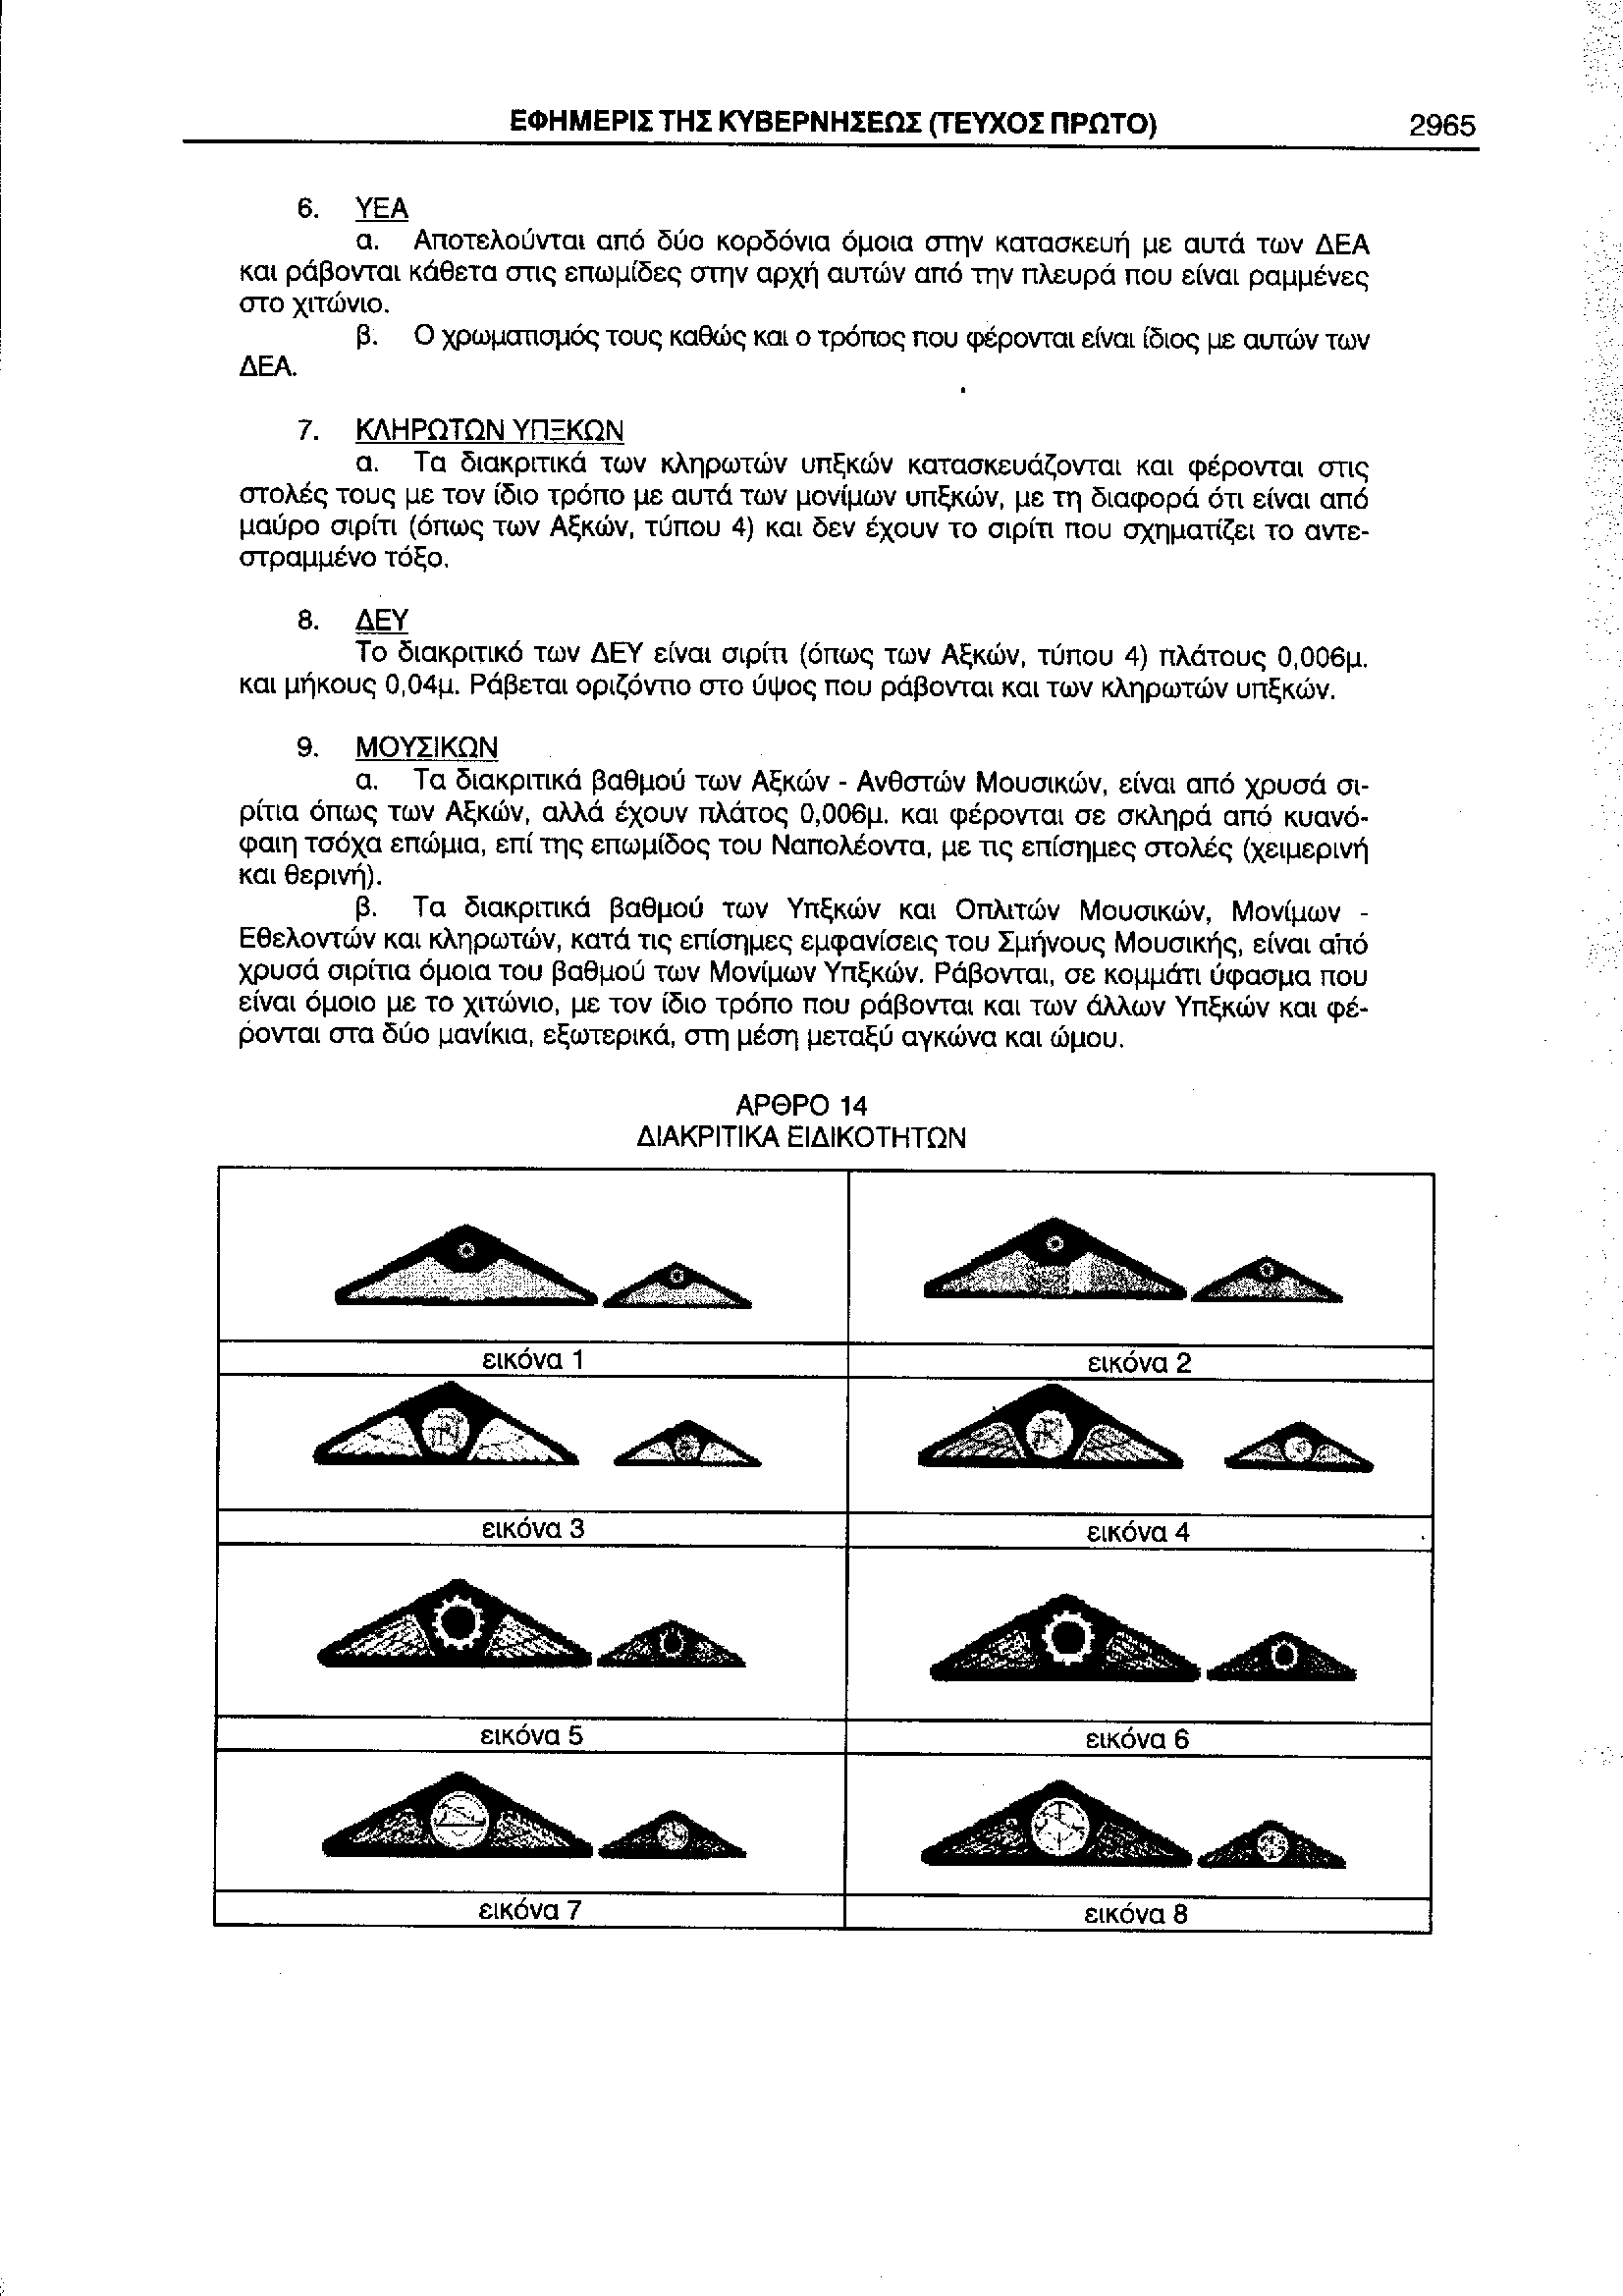 ΕΦΗΜΕΡΙΣ ΤΗΣ ΚΥΒΕΡΝΗΣΕΩΣ (ΤΕΥΧΟΣ ΠΡΩΤΟ) 2965
6. ΥΕΑ
α. Αποτελούνται από δύο κορδόνια όμοια στην κατασκευή με αυτά των ΔΕΑ
και ράβονται κάθετα στις επωμίδες στην αρχή αυτών από την πλευρά που είναι ραμμένες
στο χιτώνιο.
β. Ο χρωματισμός τους καθώς και ο τρόπος που φέρονται είναι ίδιος με αυτών των
ΔΕΑ.
7. ΚΛΗΡΩΤΩΝ ΥΠΞΚΩΝ
α. Τα διακριτικά των κληρωτών υπξκών κατασκευάζονται και φέρονται στις
στολές τους με τον ίδιο τρόπο με αυτά των μονίμων υπξκών, με τη διαφορά ότι είναι από
μαύρο σιρίτι (όπως των Αξκών, τύπου 4) και δεν έχουν το σιρίτι που σχηματίζει το αντε-
στραμμένο τόξο.
8. ΔΕΥ
Το διακριτικό των ΔΕΥ είναι σιρίτι (όπως των Αξκών, τύπου 4) πλάτους 0,006μ.
και μήκους 0,04μ. Ράβεται οριζόντιο στο ύψος που ράβονται και των κληρωτών υπξκών.
9. ΜΟΥΣΙΚΩΝ
α. Τα διακριτικά βαθμού των Αξκών - Ανθστών Μουσικών, είναι από χρυσά σι-
ρίτια όπως των Αξκών, αλλά έχουν πλάτος 0,006μ. και φέρονται σε σκληρά από κυανό-
φαιη τσόχα επώμια, επί της επωμίδος του Ναπολέοντα, με τις επίσημες στολές (χειμερινή
και θερινή).
β. Τα διακριτικά βαθμού των Υπξκών και Οπλιτών Μουσικών, Μονίμων -
Εθελοντών και κληρωτών, κατά τις επίσημες εμφανίσεις του Σμήνους Μουσικής, είναι από
χρυσά σιρίτια όμοια του βαθμού των Μονίμων Υπξκών. Ράβονται, σε κομμάτι ύφασμα που
είναι όμοιο με το χιτώνιο, με τον ίδιο τρόπο που ράβονται και των άλλων Υπξκών και φέ-
ρονται στα δύο μανίκια, εξωτερικά, στη μέση μεταξύ αγκώνα και ώμου.
ΑΡΘΡΟ 14
ΔΙΑΚΡΙΤΙΚΑ ΕΙΔΙΚΟΤΗΤΩΝ
εικόνα 1 εικόνα 2
εικόνα 3 εικόνα 4
εικόνα 5 εικόνα 6
εικόνα 7 εικόνα 8